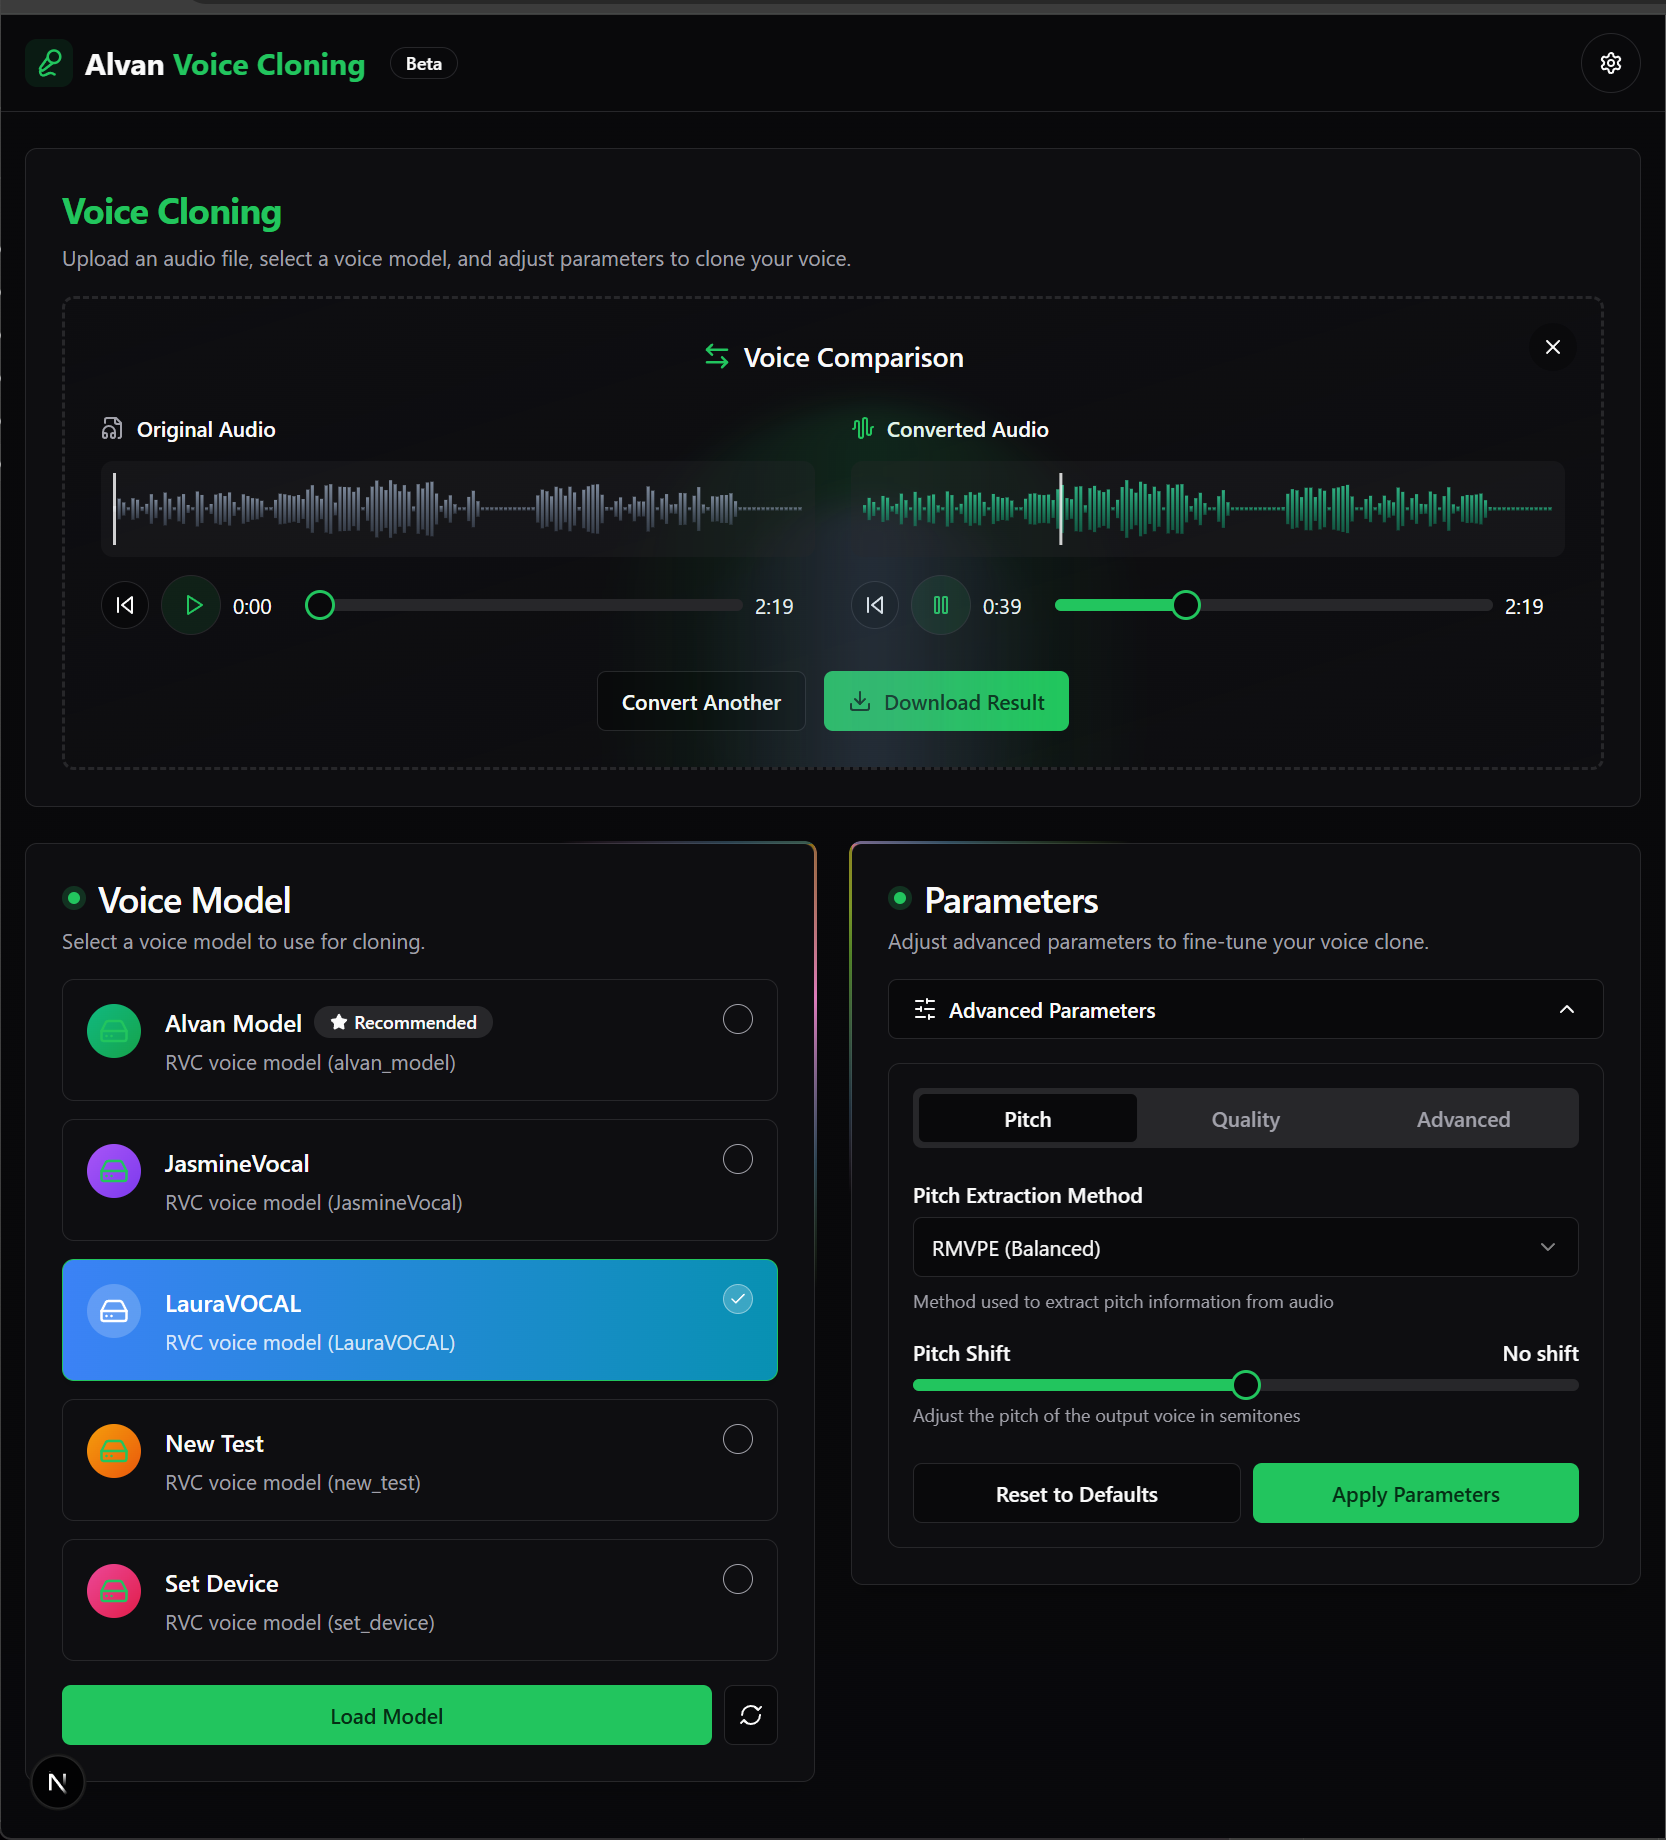 Alvan Voice Cloning
Beta
Voice Cloning
Upload an audio file, select a voice model, and adjust parameters to clone your voice.
Voice Comparison
Original Audio
0:00
2:19
Converted Audio
0:39
2:19
Convert Another
Download Result
Voice Model
Select a voice model to use for cloning.
Alvan Model
Recommended
RVC voice model (alvan_model)
JasmineVocal
RVC voice model (JasmineVocal)
LauraVOCAL
RVC voice model (LauraVOCAL)
New Test
RVC voice model (new_test)
Set Device
RVC voice model (set_device)
Load Model
N
Parameters
Adjust advanced parameters to fine-tune your voice clone.
Advanced Parameters
Pitch
Quality
Advanced
Pitch Extraction Method
RMVPE (Balanced)
Method used to extract pitch information from audio
Pitch Shift
No shift
Adjust the pitch of the output voice in semitones
Reset to Defaults
Apply Parameters